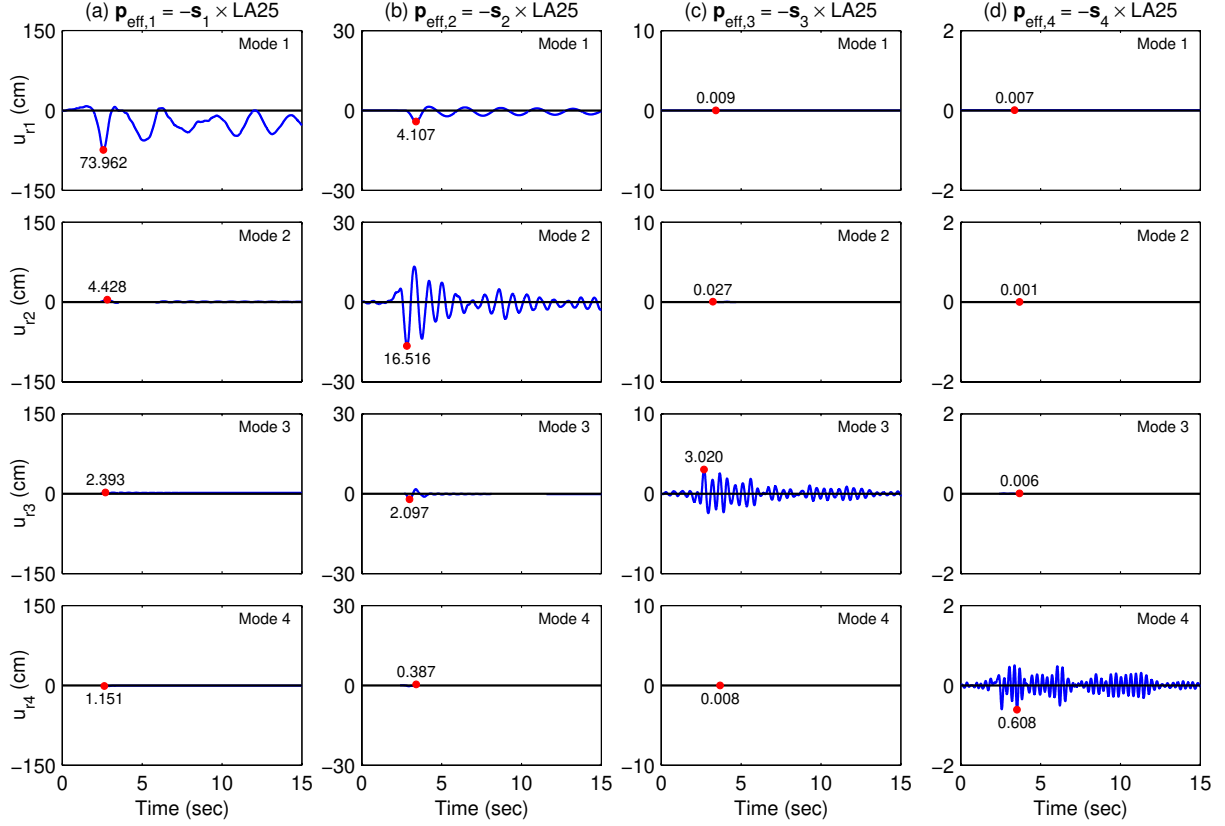 (a) p_eff,1 = −s_1 × LA25
(b) p_eff,2 = −s_2 × LA25
(c) p_eff,3 = −s_3 × LA25
(d) p_eff,4 = −s_4 × LA25
150
Mode 1
0
73.962
−150
u_r1 (cm)
30
Mode 1
0
4.107
−30
10
Mode 1
0.009
0
−10
2
Mode 1
0.007
0
−2
150
Mode 2
4.428
0
−150
u_r2 (cm)
30
Mode 2
0
16.516
−30
10
Mode 2
0.027
0
−10
2
Mode 2
0.001
0
−2
150
Mode 3
2.393
0
−150
u_r3 (cm)
30
Mode 3
0
2.097
−30
10
Mode 3
3.020
0
−10
2
Mode 3
0.006
0
−2
150
Mode 4
0
1.151
−150
u_r4 (cm)
0 5 10 15
Time (sec)
30
Mode 4
0.387
0
−30
0 5 10 15
Time (sec)
10
Mode 4
0
0.008
−10
0 5 10 15
Time (sec)
2
Mode 4
0
0.608
−2
0 5 10 15
Time (sec)